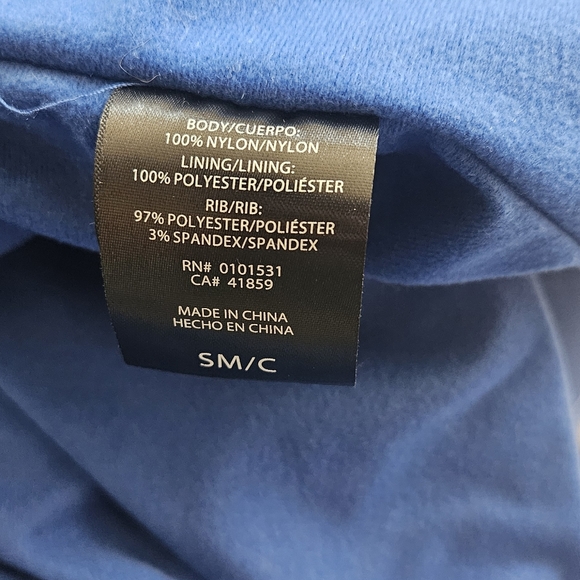 BODY/CUERPO:
100% NYLON/NYLON
LINING/LINING:
100% POLYESTER/POLIÉSTER
RIB/RIB:
97% POLYESTER/POLIÉSTER
3% SPANDEX/SPANDEX
RN# 0101531
CA# 41859
MADE IN CHINA
HECHO EN CHINA
SM/C